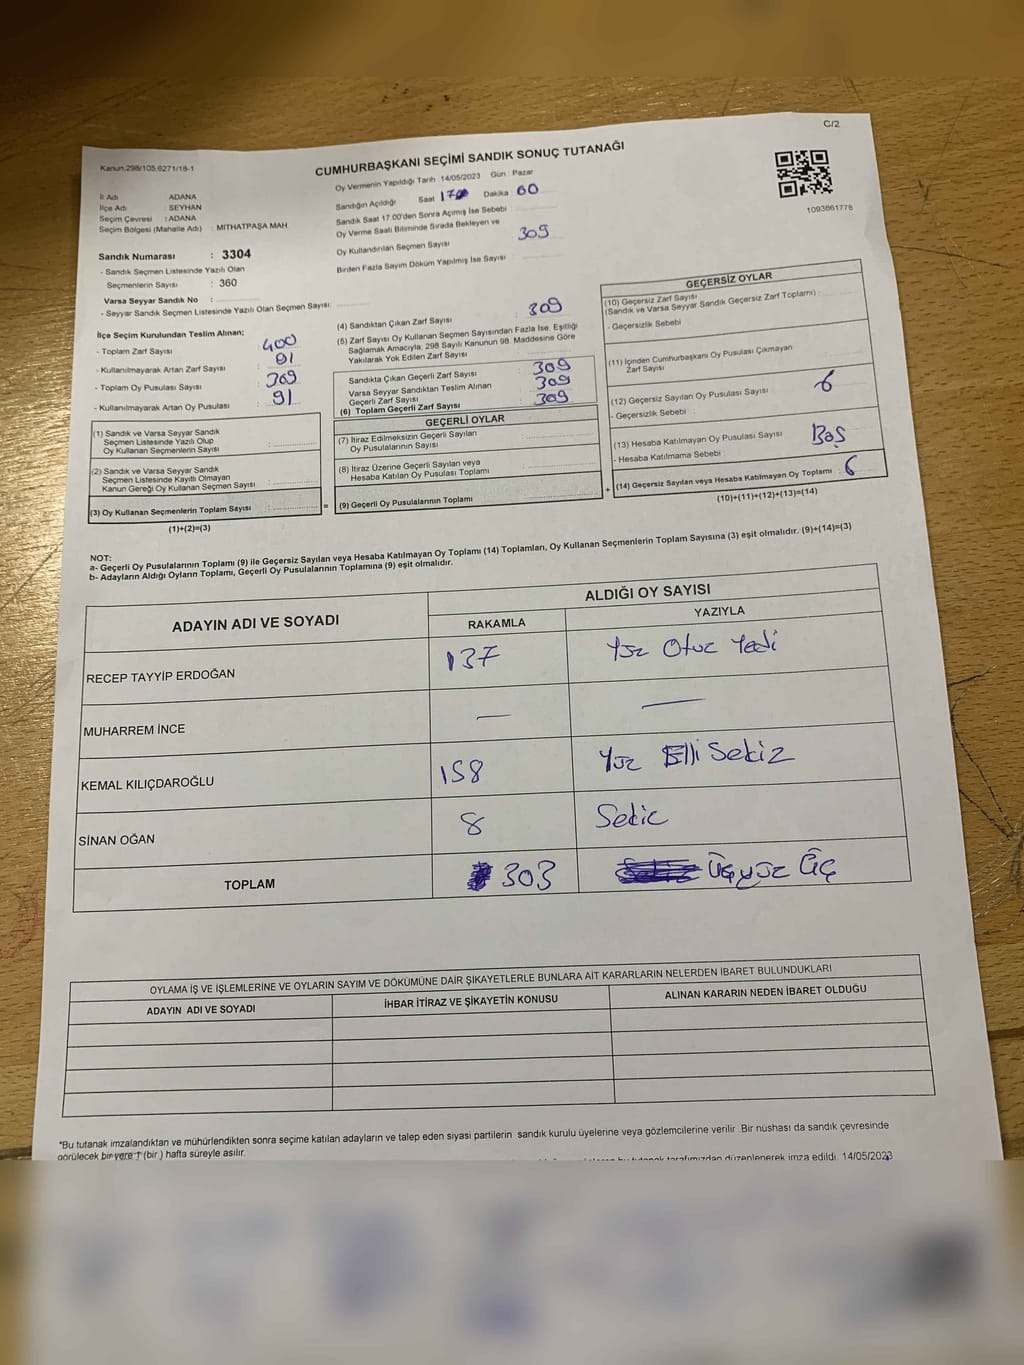 C/2
Kanun.298/105,6271/18-1
CUMHURBAŞKANI SEÇİMİ SANDIK SONUÇ TUTANAĞI
Oy Vermenin Yapıldığı Tarih :14/05/2023 Gün : Pazar
İl Adı ADANA
İlçe Adı : SEYHAN
Seçim Çevresi : ADANA
Seçim Bölgesi (Mahalle Adı) : MITHATPAŞA MAH
Sandığın Açıldığı Saat Dakika : 60
Sandık Saat 17.00'den Sonra Açılmış İse Sebebi :
Oy Verme Saati Bitiminde Sırada Bekleyen ve
Oy Kullandırılan Seçmen Sayısı 309
Birden Fazla Sayım Döküm Yapılmış İse Sayısı
1093661778
Sandık Numarası : 3304
- Sandık Seçmen Listesinde Yazılı Olan
Seçmenlerin Sayısı : 360
Varsa Seyyar Sandık No :
- Seyyar Sandık Seçmen Listesinde Yazılı Olan Seçmen Sayısı:
İlçe Seçim Kurulundan Teslim Alınan;
- Toplam Zarf Sayısı : 400
- Kullanılmayarak Artan Zarf Sayısı : 91
- Toplam Oy Pusulası Sayısı :
- Kullanılmayarak Artan Oy Pusulası : 91
(4) Sandıktan Çıkan Zarf Sayısı : 309
(5) Zarf Sayısı Oy Kullanan Seçmen Sayısından Fazla İse, Eşitliği
Sağlamak Amacıyla, 298 Sayılı Kanunun 98. Maddesine Göre
Yakılarak Yok Edilen Zarf Sayısı
Sandıkta Çıkan Geçerli Zarf Sayısı : 309
Varsa Seyyar Sandıktan Teslim Alınan
Geçerli Zarf Sayısı : 309
(6) Toplam Geçerli Zarf Sayısı : 309
GEÇERSİZ OYLAR
(10) Geçersiz Zarf Sayısı
(Sandık ve Varsa Seyyar Sandık Geçersiz Zarf Toplamı) :
- Geçersizlik Sebebi :
(11) İçinden Cumhurbaşkanı Oy Pusulası Çıkmayan
Zarf Sayısı
(12) Geçersiz Sayılan Oy Pusulası Sayısı : 6
- Geçersizlik Sebebi :
(13) Hesaba Katılmayan Oy Pusulası Sayısı : Boş
- Hesaba Katılmama Sebebi :
(14) Geçersiz Sayılan veya Hesaba Katılmayan Oy Toplamı : 6
(10)+(11)+(12)+(13)=(14)
(1) Sandık ve Varsa Seyyar Sandık
Seçmen Listesinde Yazılı Olup
Oy Kullanan Seçmenlerin Sayısı :
(2) Sandık ve Varsa Seyyar Sandık
Seçmen Listesinde Kayıtlı Olmayan
Kanun Gereği Oy Kullanan Seçmen Sayısı :
(3) Oy Kullanan Seçmenlerin Toplam Sayısı :
(1)+(2)=(3)
=
GEÇERLİ OYLAR
(7) İtiraz Edilmeksizin Geçerli Sayılan
Oy Pusulalarının Sayısı :
(8) İtiraz Üzerine Geçerli Sayılan veya
Hesaba Katılan Oy Pusulası Toplamı :
(9) Geçerli Oy Pusulalarının Toplamı :
+
NOT:
a- Geçerli Oy Pusulalarının Toplamı (9) ile Geçersiz Sayılan veya Hesaba Katılmayan Oy Toplamı (14) Toplamları, Oy Kullanan Seçmenlerin Toplam Sayısına (3) eşit olmalıdır. (9)+(14)=(3)
b- Adayların Aldığı Oyların Toplamı, Geçerli Oy Pusulalarının Toplamına (9) eşit olmalıdır.
ADAYIN ADI VE SOYADI
ALDIĞI OY SAYISI
RAKAMLA YAZIYLA
RECEP TAYYİP ERDOĞAN 137 Yüz Otuz Yedi
MUHARREM İNCE — —
KEMAL KILIÇDAROĞLU 158 Yüz Elli Sekiz
SİNAN OĞAN 8 Sekiz
TOPLAM 303 Üçyüz Üç
OYLAMA İŞ VE İŞLEMLERİNE VE OYLARIN SAYIM VE DÖKÜMÜNE DAİR ŞİKAYETLERLE BUNLARA AİT KARARLARIN NELERDEN İBARET BULUNDUKLARI
ADAYIN ADI VE SOYADI İHBAR İTİRAZ VE ŞİKAYETİN KONUSU ALINAN KARARIN NEDEN İBARET OLDUĞU
*Bu tutanak imzalandıktan ve mühürlendikten sonra seçime katılan adayların ve talep eden siyasi partilerin sandık kurulu üyelerine veya gözlemcilerine verilir .Bir nüshası da sandık çevresinde
görülecek bir yere 1 (bir ) hafta süreyle asılır.
tarafımızdan düzenlenerek imza edildi. 14/05/2023